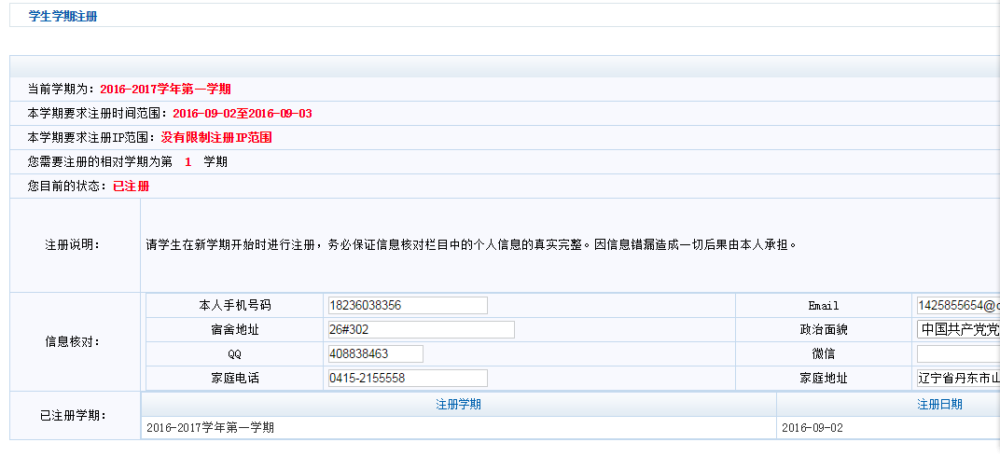 学生学期注册
当前学期为：2016-2017学年第一学期
本学期要求注册时间范围：2016-09-02至2016-09-03
本学期要求注册IP范围：没有限制注册IP范围
您需要注册的相对学期为第 1 学期
您目前的状态：已注册
注册说明： 请学生在新学期开始时进行注册，务必保证信息核对栏目中的个人信息的真实完整。因信息错漏造成一切后果由本人承担。
信息核对：
本人手机号码 18236038356 Email 1425855654@
宿舍地址 26#302 政治面貌 中国共产党党
QQ 408838463 微信
家庭电话 0415-2155558 家庭地址 辽宁省丹东市山
已注册学期：
注册学期 注册日期
2016-2017学年第一学期 2016-09-02